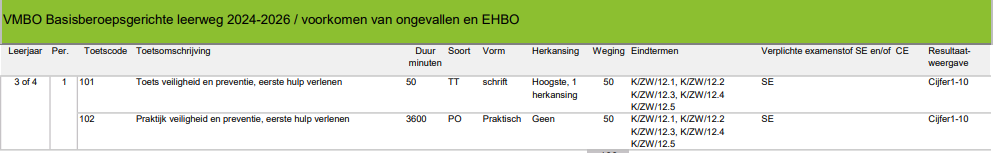 VMBO Basisberoepsgerichte leerweg 2024-2026 / voorkomen van ongevallen en EHBO
Leerjaar Per. Toetscode Toetsomschrijving Duur minuten Soort Vorm Herkansing Weging Eindtermen Verplichte examenstof SE en/of CE Resultaat-weergave
3 of 4 1 101 Toets veiligheid en preventie, eerste hulp verlenen 50 TT schrift Hoogste, 1 herkansing 50 K/ZW/12.1, K/ZW/12.2 SE Cijfer1-10
K/ZW/12.3, K/ZW/12.4
K/ZW/12.5
102 Praktijk veiligheid en preventie, eerste hulp verlenen 3600 PO Praktisch Geen 50 K/ZW/12.1, K/ZW/12.2 SE Cijfer1-10
K/ZW/12.3, K/ZW/12.4
K/ZW/12.5